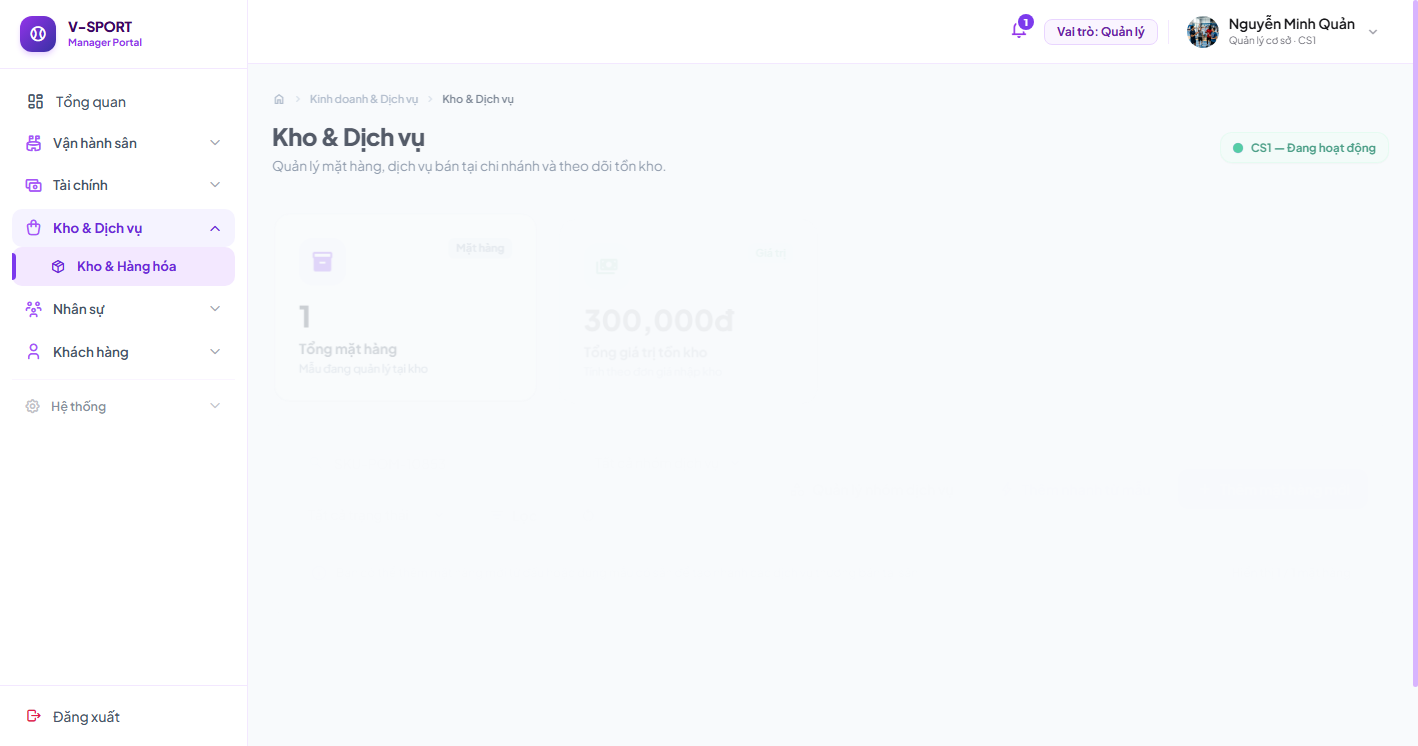 V-SPORT
Manager Portal
1
Vai trò: Quản lý
Nguyễn Minh Quản
Quản lý cơ sở · CS1
Tổng quan
Vận hành sân
Tài chính
Kho & Dịch vụ
Kho & Hàng hóa
Nhân sự
Khách hàng
Hệ thống
Đăng xuất
Kinh doanh & Dịch vụ
Kho & Dịch vụ
Kho & Dịch vụ
Quản lý mặt hàng, dịch vụ bán tại chi nhánh và theo dõi tồn kho.
CS1 — Đang hoạt động
Mặt hàng
1
Tổng mặt hàng
Mẫu đang quản lý tại kho
Giá trị
300,000đ
Tổng giá trị tồn kho